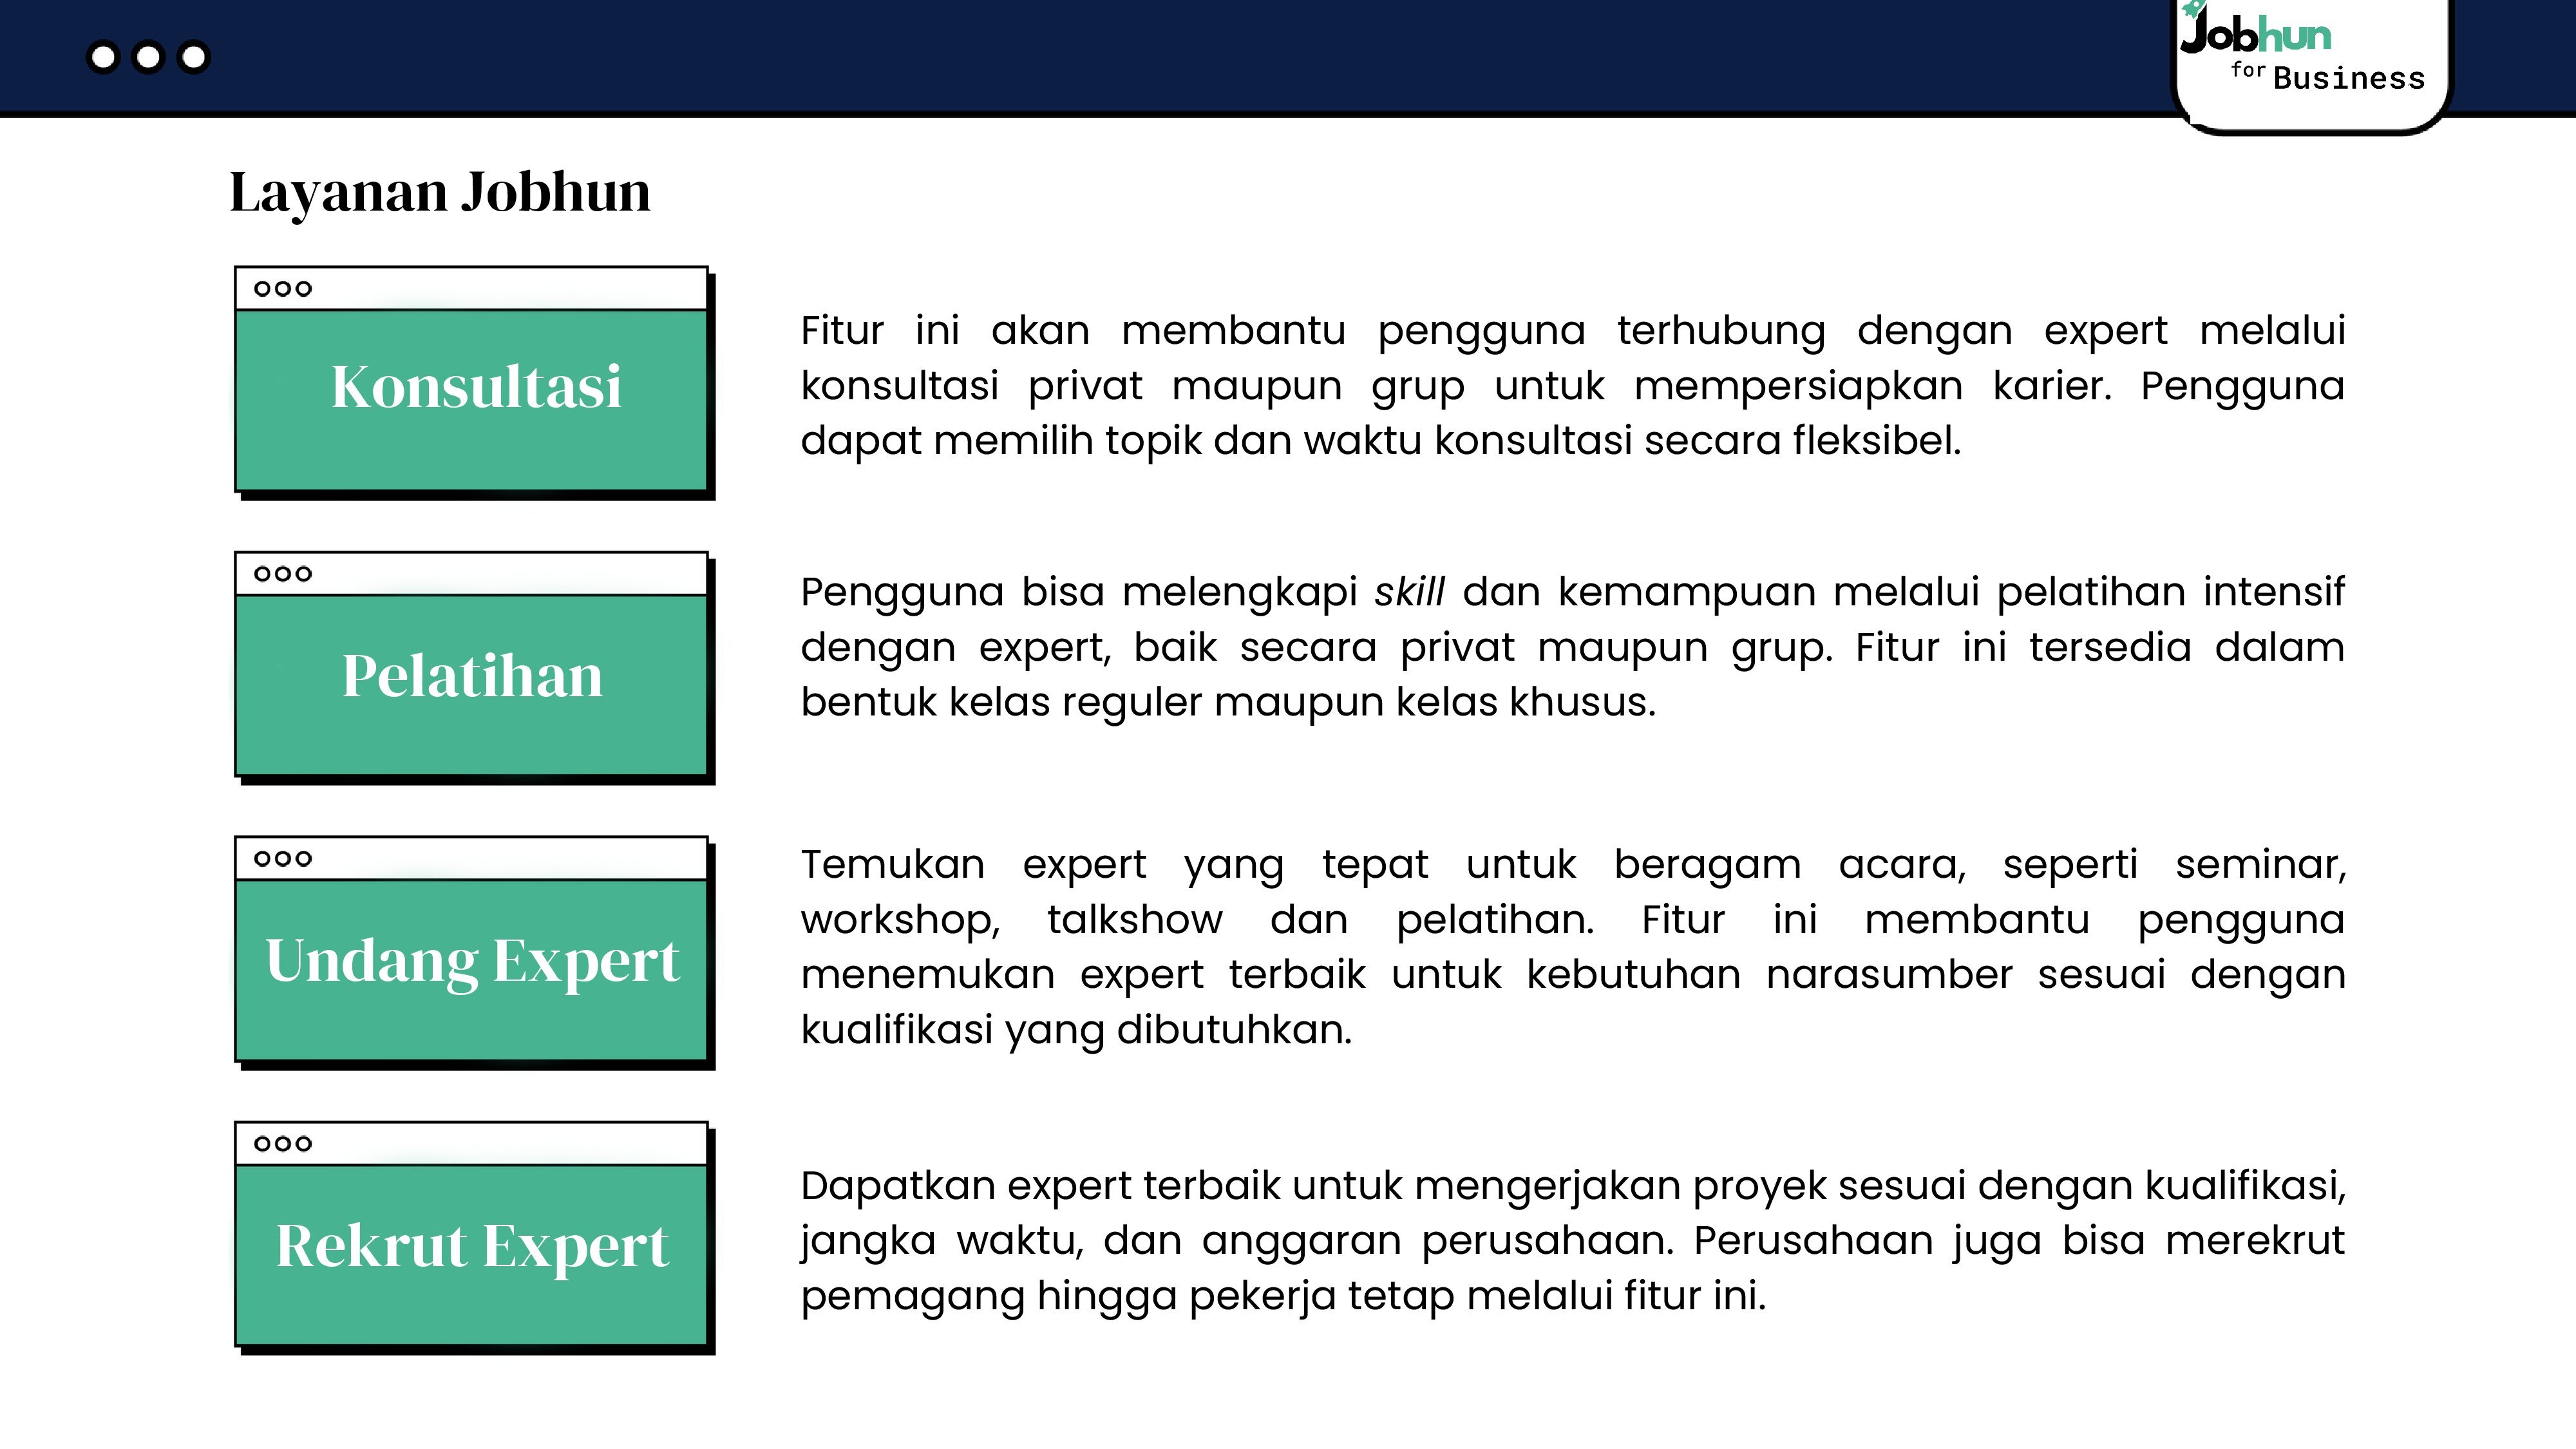 Jobhun
for Business
Layanan Jobhun
Konsultasi
Fitur ini akan membantu pengguna terhubung dengan expert melalui
konsultasi privat maupun grup untuk mempersiapkan karier. Pengguna
dapat memilih topik dan waktu konsultasi secara fleksibel.
Pelatihan
Pengguna bisa melengkapi skill dan kemampuan melalui pelatihan intensif
dengan expert, baik secara privat maupun grup. Fitur ini tersedia dalam
bentuk kelas reguler maupun kelas khusus.
Undang Expert
Temukan expert yang tepat untuk beragam acara, seperti seminar,
workshop, talkshow dan pelatihan. Fitur ini membantu pengguna
menemukan expert terbaik untuk kebutuhan narasumber sesuai dengan
kualifikasi yang dibutuhkan.
Rekrut Expert
Dapatkan expert terbaik untuk mengerjakan proyek sesuai dengan kualifikasi,
jangka waktu, dan anggaran perusahaan. Perusahaan juga bisa merekrut
pemagang hingga pekerja tetap melalui fitur ini.